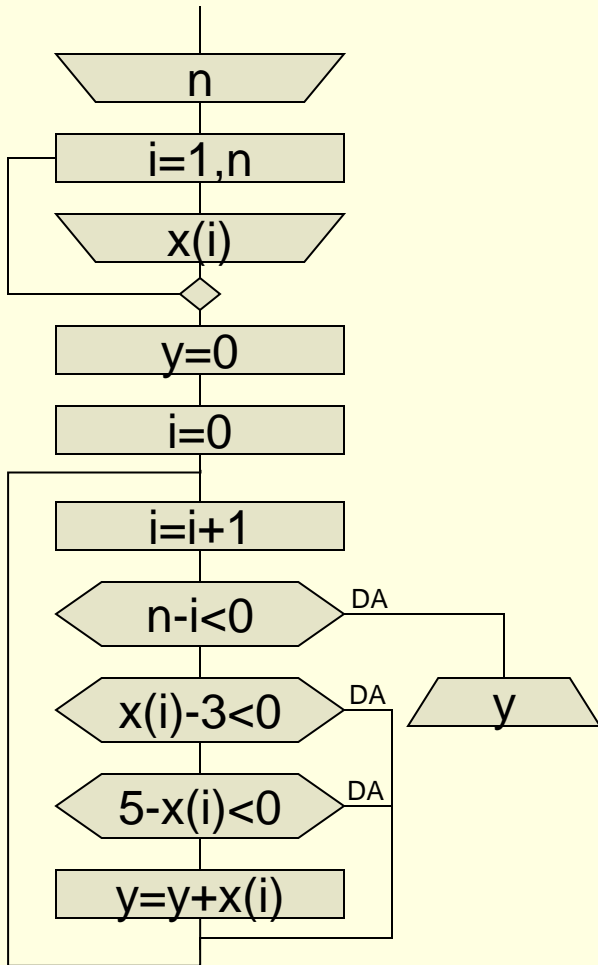 n
i=1,n
x(i)
y=0
i=0
i=i+1
n-i<0
DA
x(i)-3<0
DA
y
5-x(i)<0
DA
y=y+x(i)